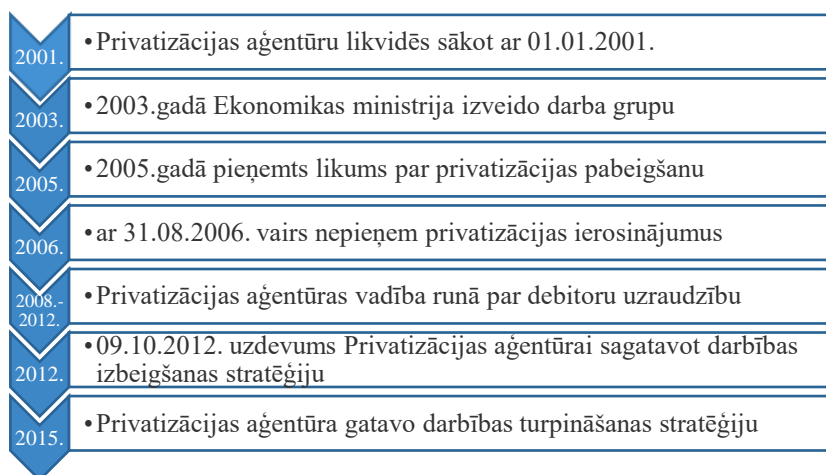 2001.
•Privatizācijas aģentūru likvidēs sākot ar 01.01.2001.
2003.
•2003.gadā Ekonomikas ministrija izveido darba grupu
2005.
•2005.gadā pieņemts likums par privatizācijas pabeigšanu
2006.
•ar 31.08.2006. vairs nepieņem privatizācijas ierosinājumus
2008.-
2012.
•Privatizācijas aģentūras vadība runā par debitoru uzraudzību
2012.
•09.10.2012. uzdevums Privatizācijas aģentūrai sagatavot darbības
izbeigšanas stratēģiju
2015.
•Privatizācijas aģentūra gatavo darbības turpināšanas stratēģiju